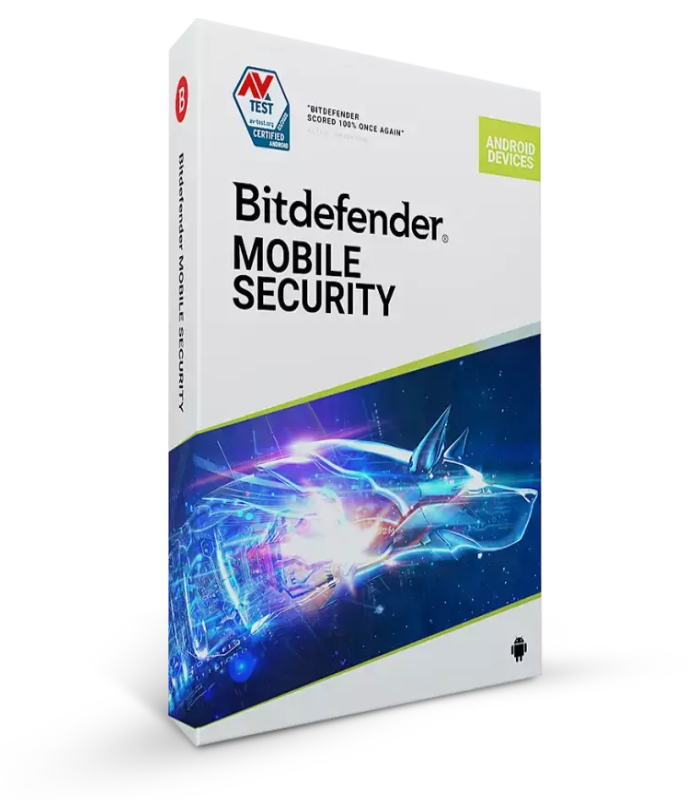 B
Bitdefender MOBILE SECURITY
AV
TEST
av-test.org
CERTIFIED
ANDROID
"BITDEFENDER
SCORED 100% ONCE AGAIN"
ANDROID
DEVICES
Bitdefender®
MOBILE
SECURITY